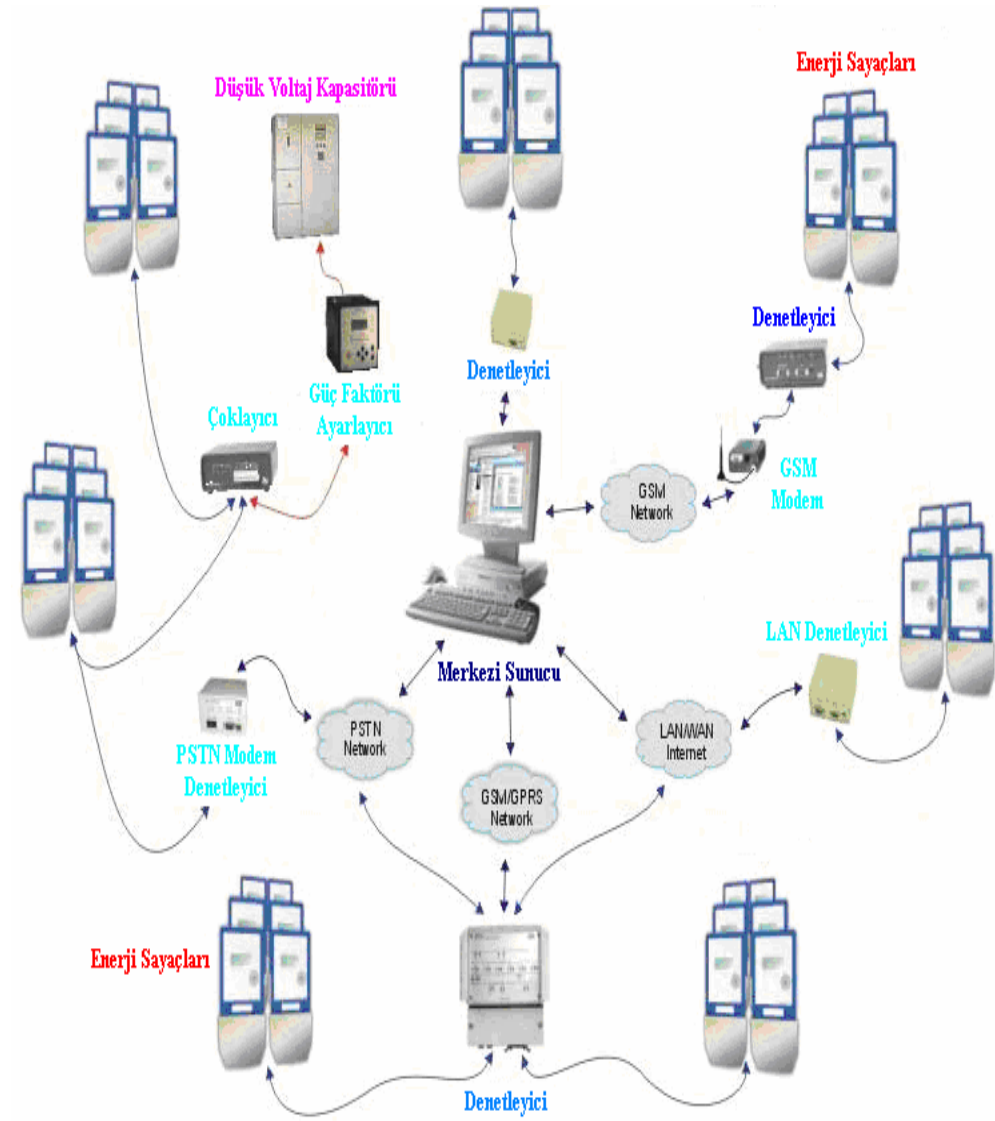 Enerji Sayaçları
Düşük Voltaj Kapasitörü
Denetleyici
Denetleyici
Güç Faktörü
Ayarlayıcı
Çoklayıcı
GSM
Network
GSM
Modem
LAN Denetleyici
Merkezi Sunucu
PSTN
Network
LAN/WAN
Internet
PSTN Modem
Denetleyici
GSM/GPRS
Network
Enerji Sayaçları
Denetleyici